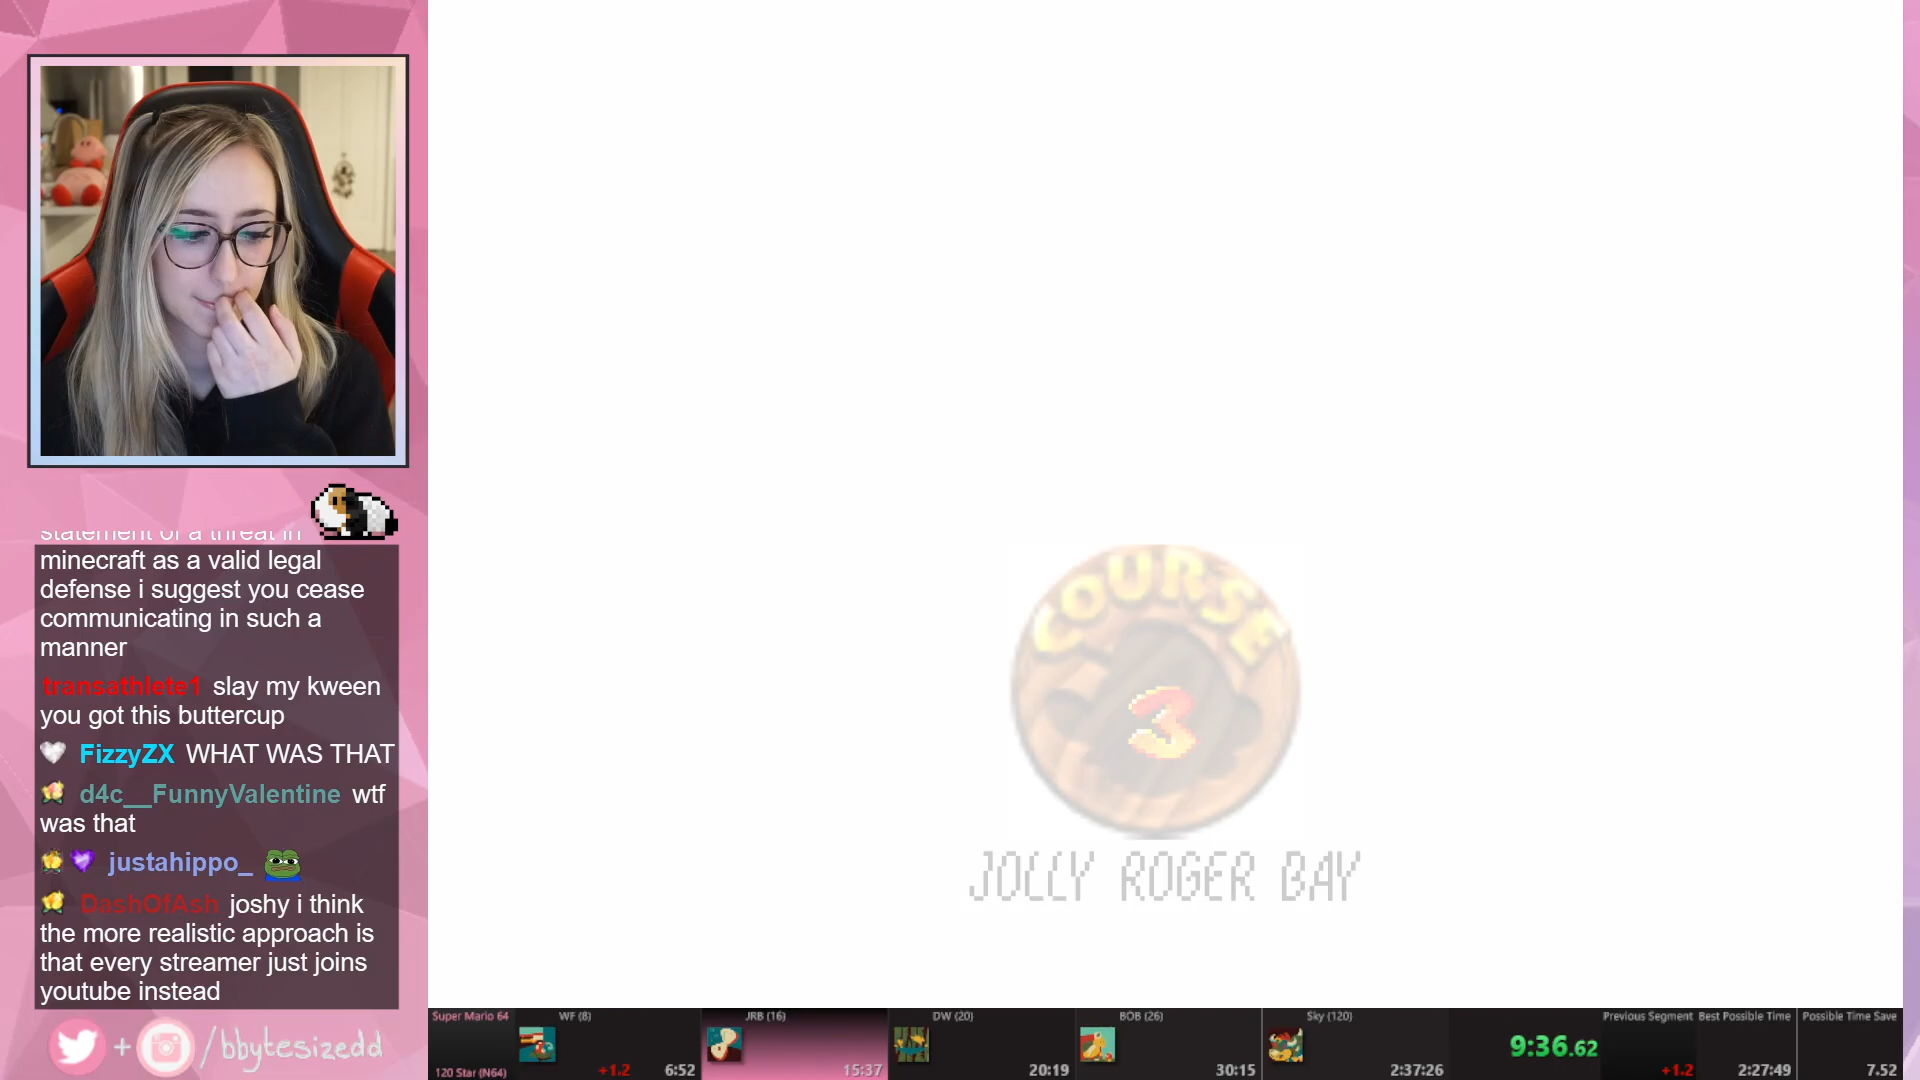 statement of a threat in
minecraft as a valid legal
defense i suggest you cease
communicating in such a
manner
transathlete1 slay my kween
you got this buttercup
FizzyZX WHAT WAS THAT
d4c__FunnyValentine wtf
was that
justahippo_
DashOfAsh joshy i think
the more realistic approach is
that every streamer just joins
youtube instead
+ /bbytesizedd
COURSE
3
JOLLY ROGER BAY
Super Mario 64
120 Star (N64)
WF (8)
+1.2 6:52
JRB (16)
15:37
DW (20)
20:19
BOB (26)
30:15
Sky (120)
2:37:26
9:36.62
Previous Segment
+1.2
Best Possible Time
2:27:49
Possible Time Save
7.52